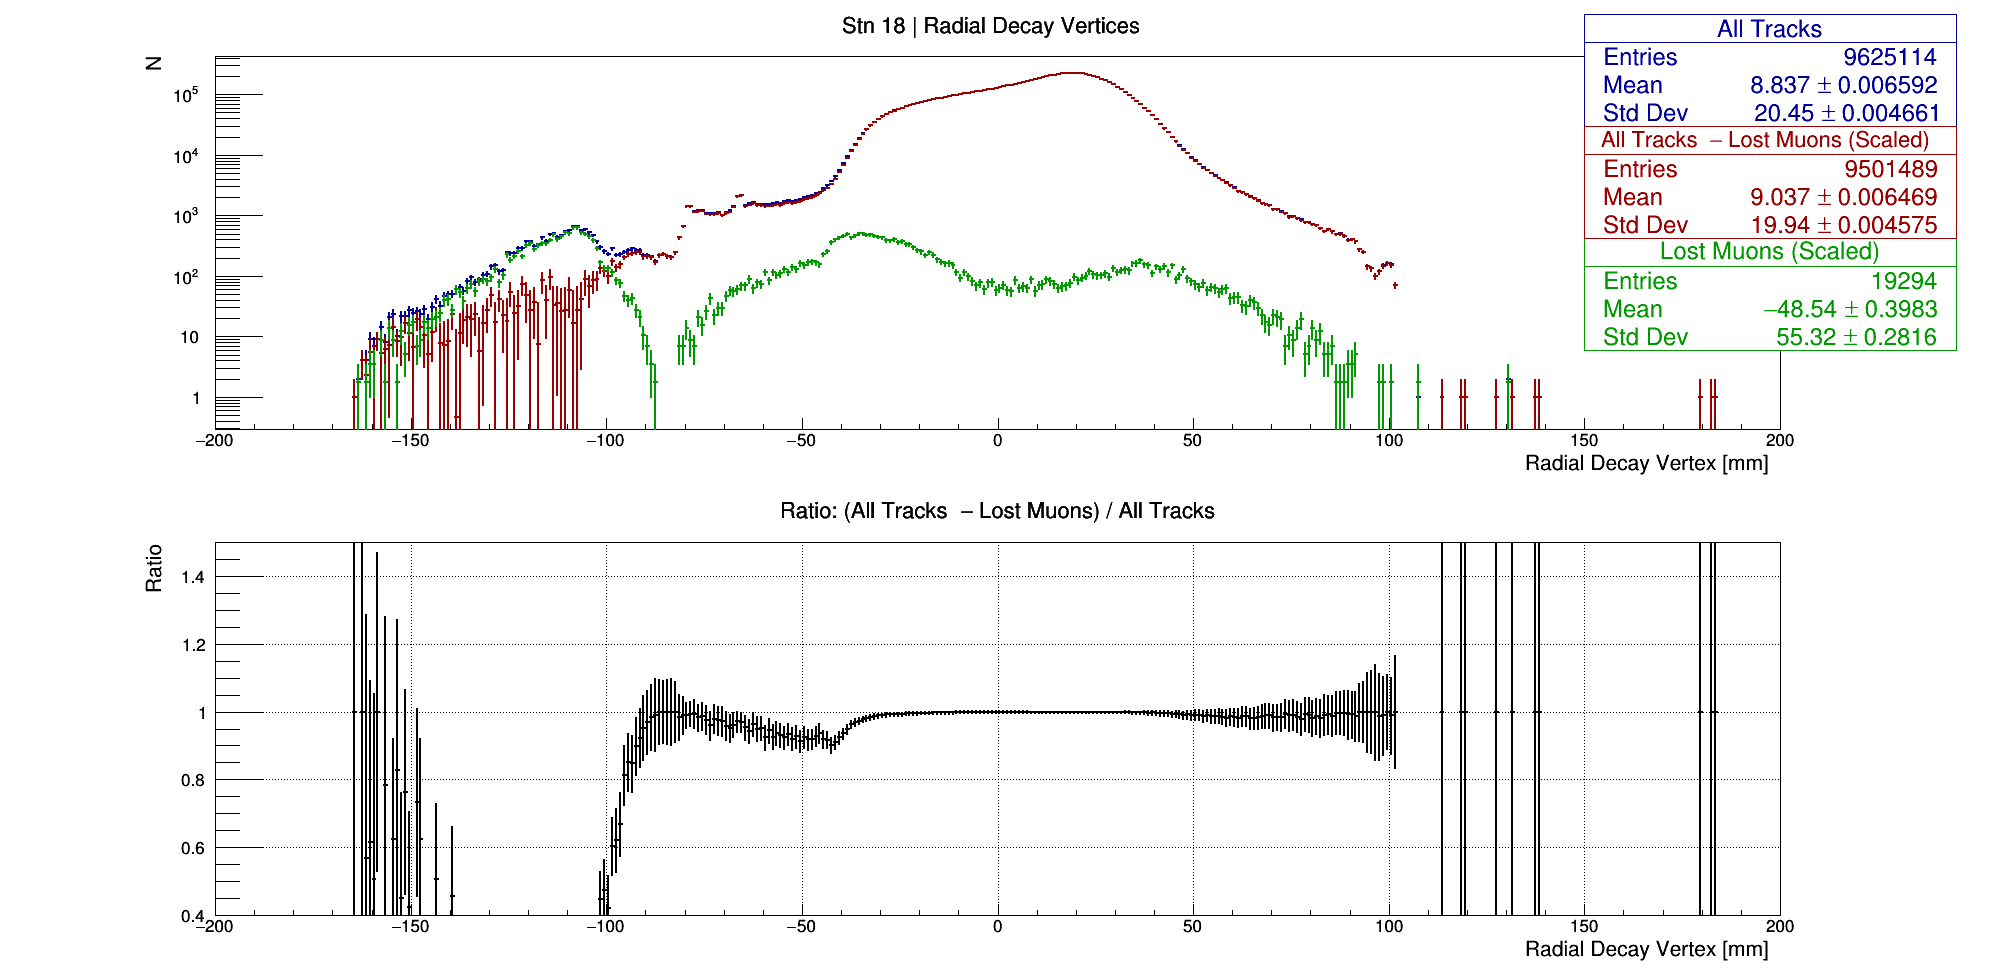 Stn 18 | Radial Decay Vertices
N
10⁵
10⁴
10³
10²
10
1
−200 −150 −100 −50 0 50 100 150 200
Radial Decay Vertex [mm]
All Tracks
Entries 9625114
Mean 8.837 ± 0.006592
Std Dev 20.45 ± 0.004661
All Tracks − Lost Muons (Scaled)
Entries 9501489
Mean 9.037 ± 0.006469
Std Dev 19.94 ± 0.004575
Lost Muons (Scaled)
Entries 19294
Mean −48.54 ± 0.3983
Std Dev 55.32 ± 0.2816
Ratio: (All Tracks − Lost Muons) / All Tracks
Ratio
1.4
1.2
1
0.8
0.6
0.4
−200 −150 −100 −50 0 50 100 150 200
Radial Decay Vertex [mm]